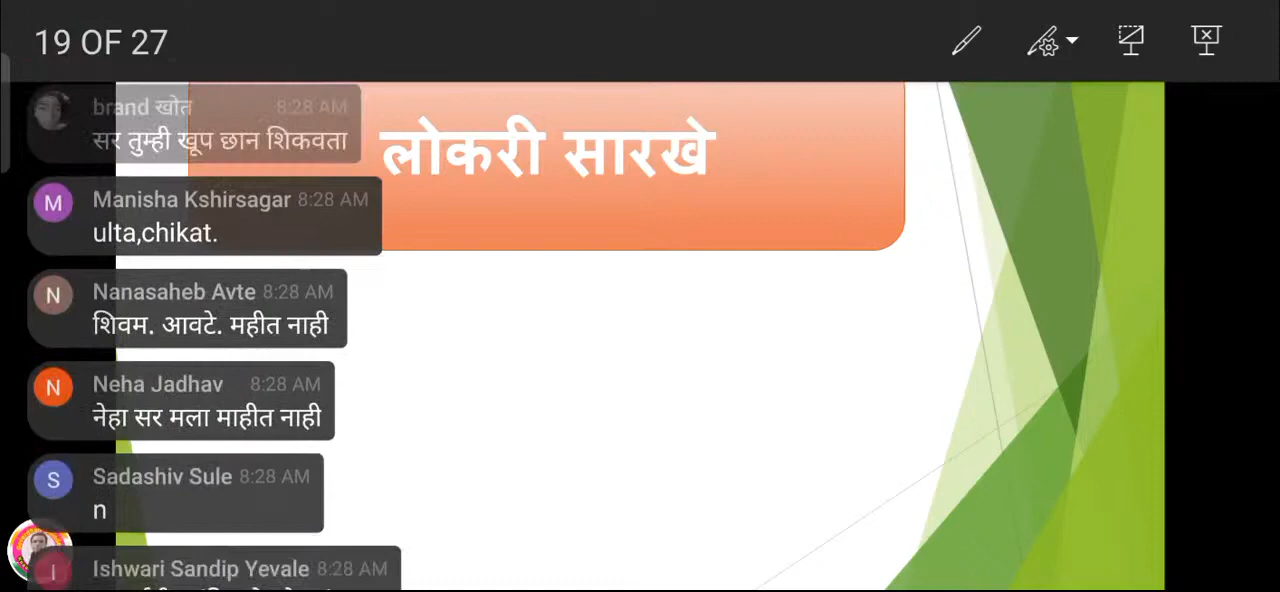 19 OF 27
brand खोत 8:28 AM
सर तुम्ही खूप छान शिकवता
लोकरी सारखे
M
Manisha Kshirsagar 8:28 AM
ulta,chikat.
N
Nanasaheb Avte 8:28 AM
शिवम. आवटे. महीत नाही
N
Neha Jadhav 8:28 AM
नेहा सर मला माहीत नाही
S
Sadashiv Sule 8:28 AM
n
I
Ishwari Sandip Yevale 8:28 AM